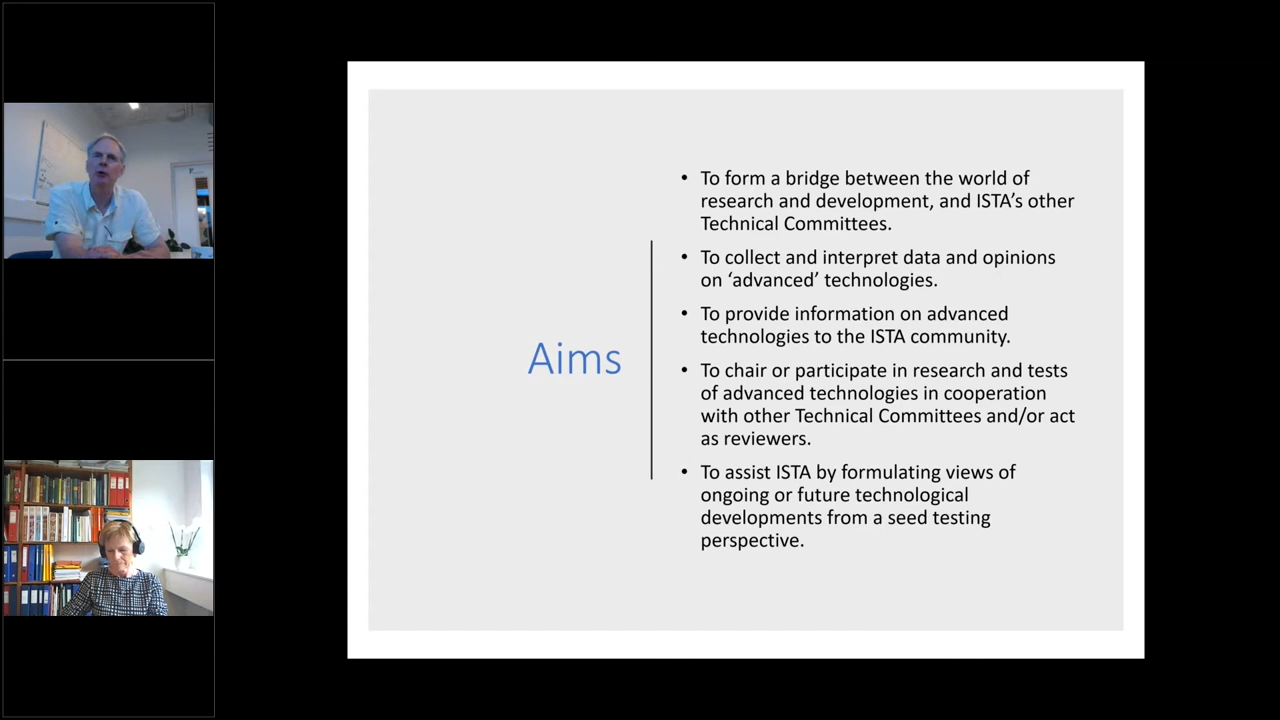 Aims
• To form a bridge between the world of
research and development, and ISTA’s other
Technical Committees.
• To collect and interpret data and opinions
on ‘advanced’ technologies.
• To provide information on advanced
technologies to the ISTA community.
• To chair or participate in research and tests
of advanced technologies in cooperation
with other Technical Committees and/or act
as reviewers.
• To assist ISTA by formulating views of
ongoing or future technological
developments from a seed testing
perspective.